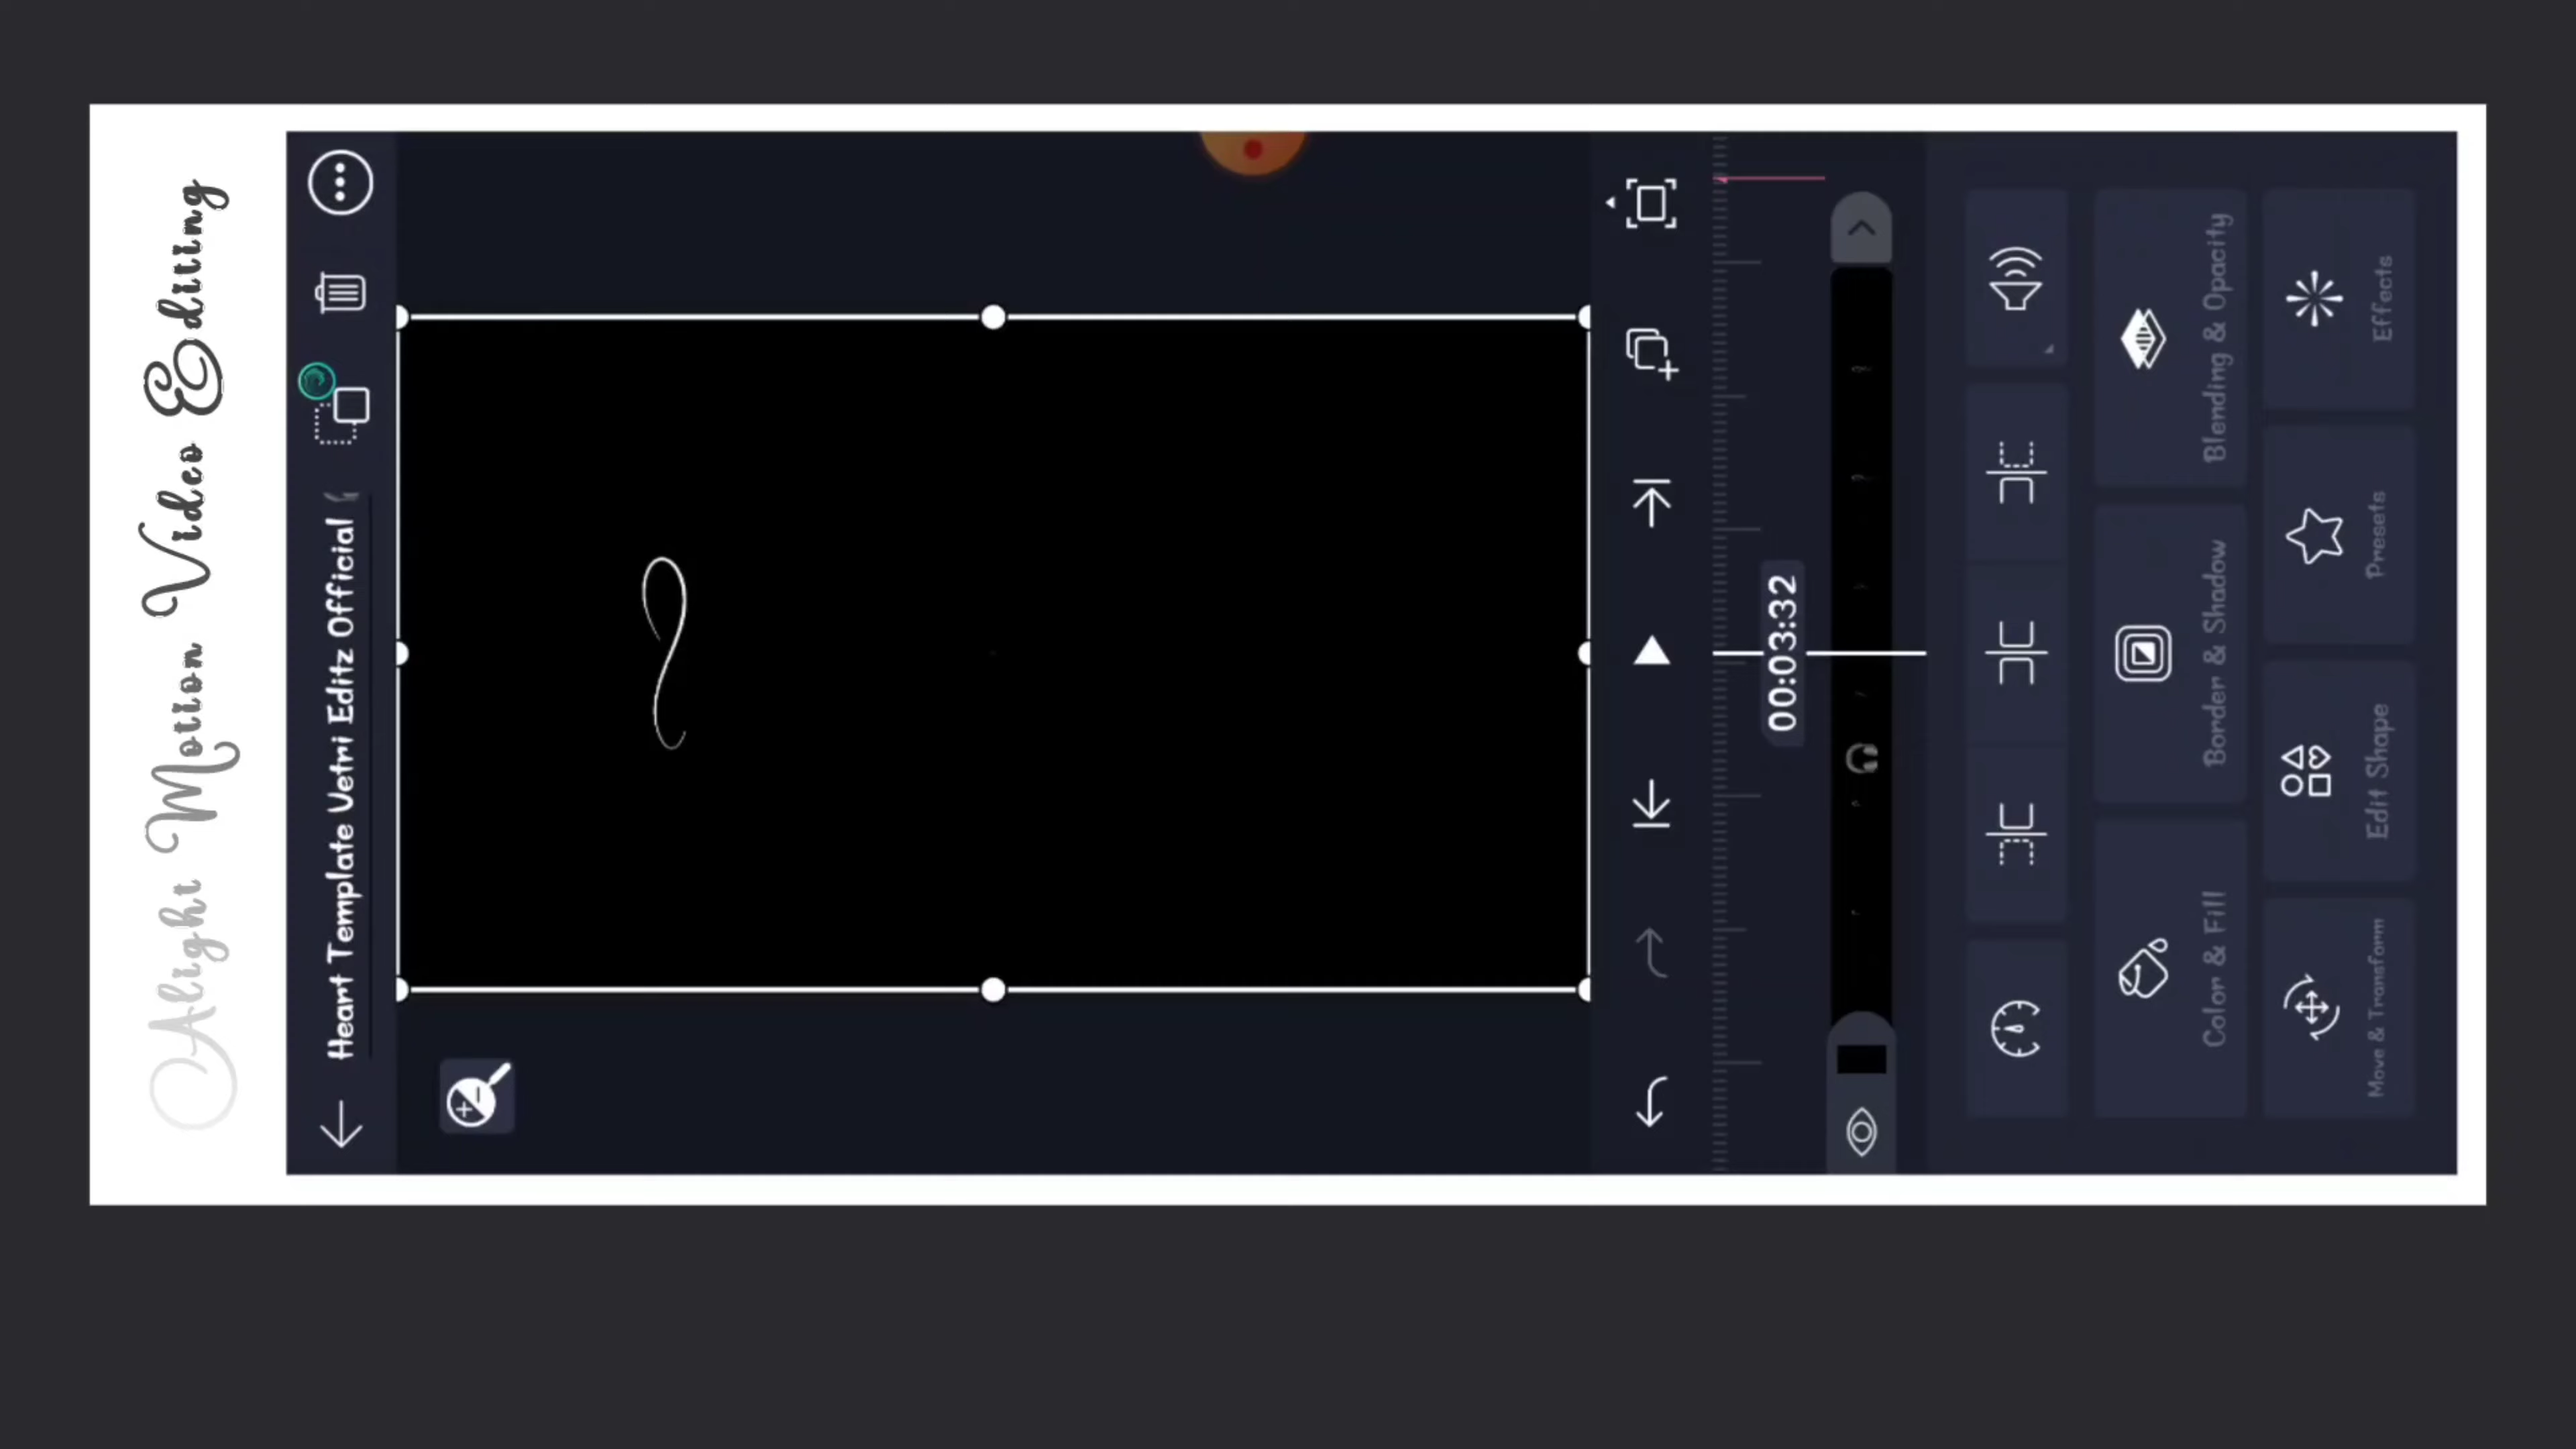 Alight Motion Video Editing
Heart Template Vetri Editz Official
00:03:32
Color & Fill
Border & Shadow
Blending & Opacity
Move & Transform
Edit Shape
Presets
Effects